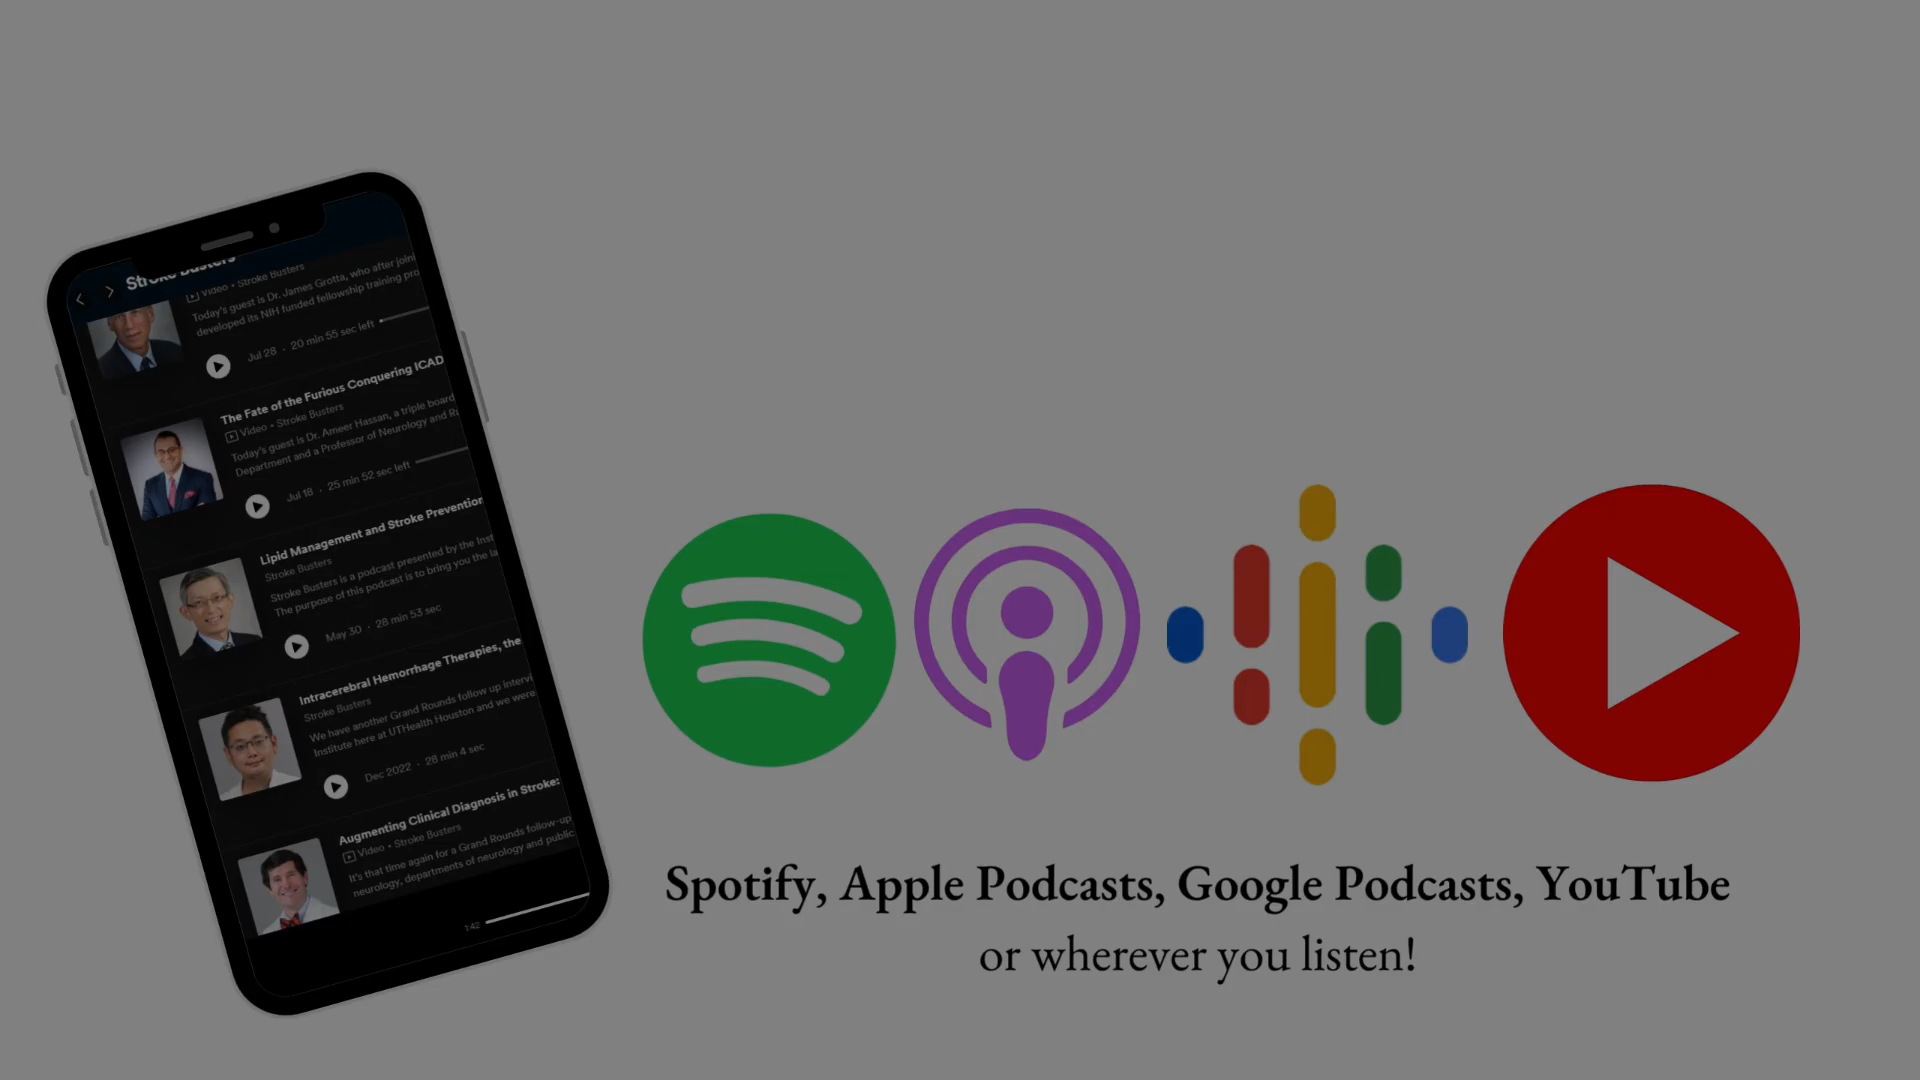 Stroke Busters
Video • Stroke Busters
Today's guest is Dr. James Grotta, who after join
developed its NIH funded fellowship training pro
Jul 28 · 20 min 55 sec left
The Fate of the Furious Conquering ICAD
Video • Stroke Busters
Today's guest is Dr. Ameer Hassan, a triple board
Department and a Professor of Neurology and Ra
Jul 18 · 25 min 52 sec left
Lipid Management and Stroke Prevention
Stroke Busters
Stroke Busters is a podcast presented by the Inst
The purpose of this podcast is to bring you the la
May 30 · 28 min 53 sec
Intracerebral Hemorrhage Therapies, the
Stroke Busters
We have another Grand Rounds follow up intervi
Institute here at UTHealth Houston and we were
Dec 2022 · 28 min 4 sec
Augmenting Clinical Diagnosis in Stroke:
Video • Stroke Busters
It's that time again for a Grand Rounds follow-up
neurology, departments of neurology and public
1:42
Spotify, Apple Podcasts, Google Podcasts, YouTube
or wherever you listen!